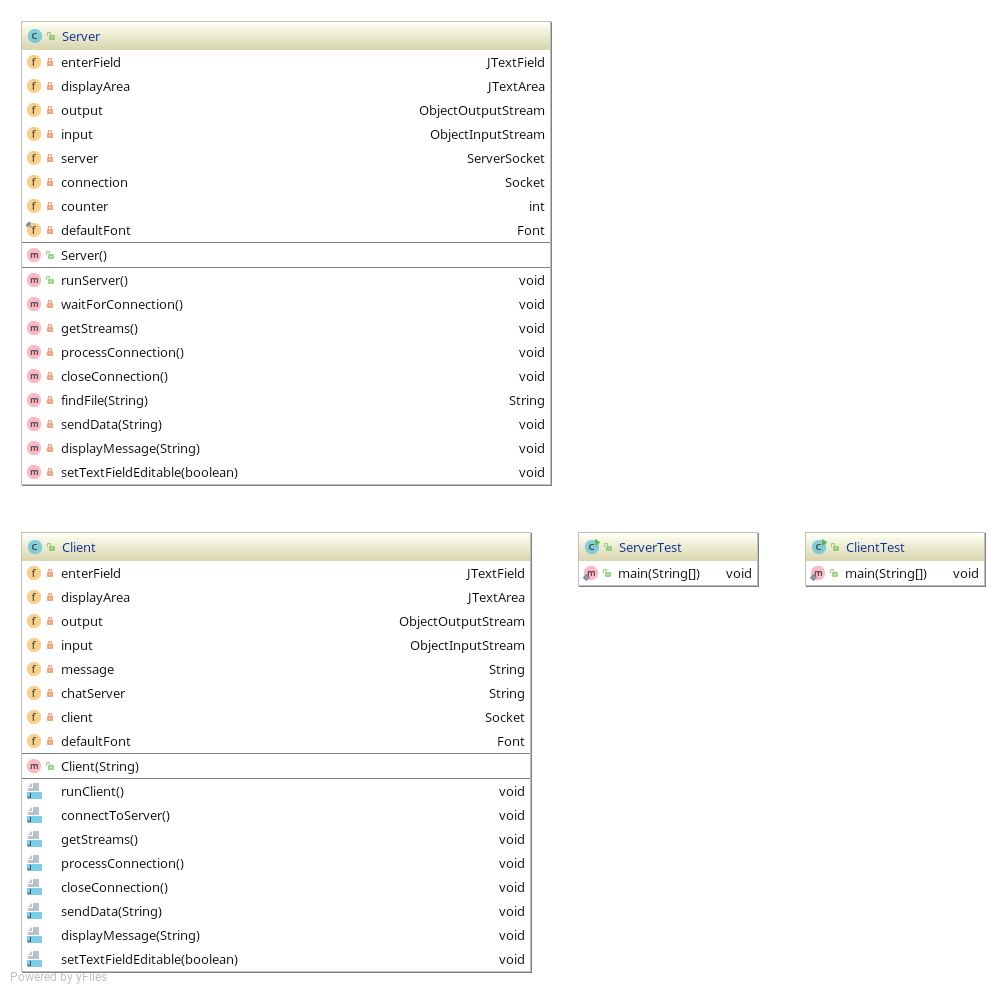 Server
enterField JTextField
displayArea JTextArea
output ObjectOutputStream
input ObjectInputStream
server ServerSocket
connection Socket
counter int
defaultFont Font
Server()
runServer() void
waitForConnection() void
getStreams() void
processConnection() void
closeConnection() void
findFile(String) String
sendData(String) void
displayMessage(String) void
setTextFieldEditable(boolean) void
Client
enterField JTextField
displayArea JTextArea
output ObjectOutputStream
input ObjectInputStream
message String
chatServer String
client Socket
defaultFont Font
Client(String)
runClient() void
connectToServer() void
getStreams() void
processConnection() void
closeConnection() void
sendData(String) void
displayMessage(String) void
setTextFieldEditable(boolean) void
ServerTest
main(String[]) void
ClientTest
main(String[]) void
Powered by yFiles